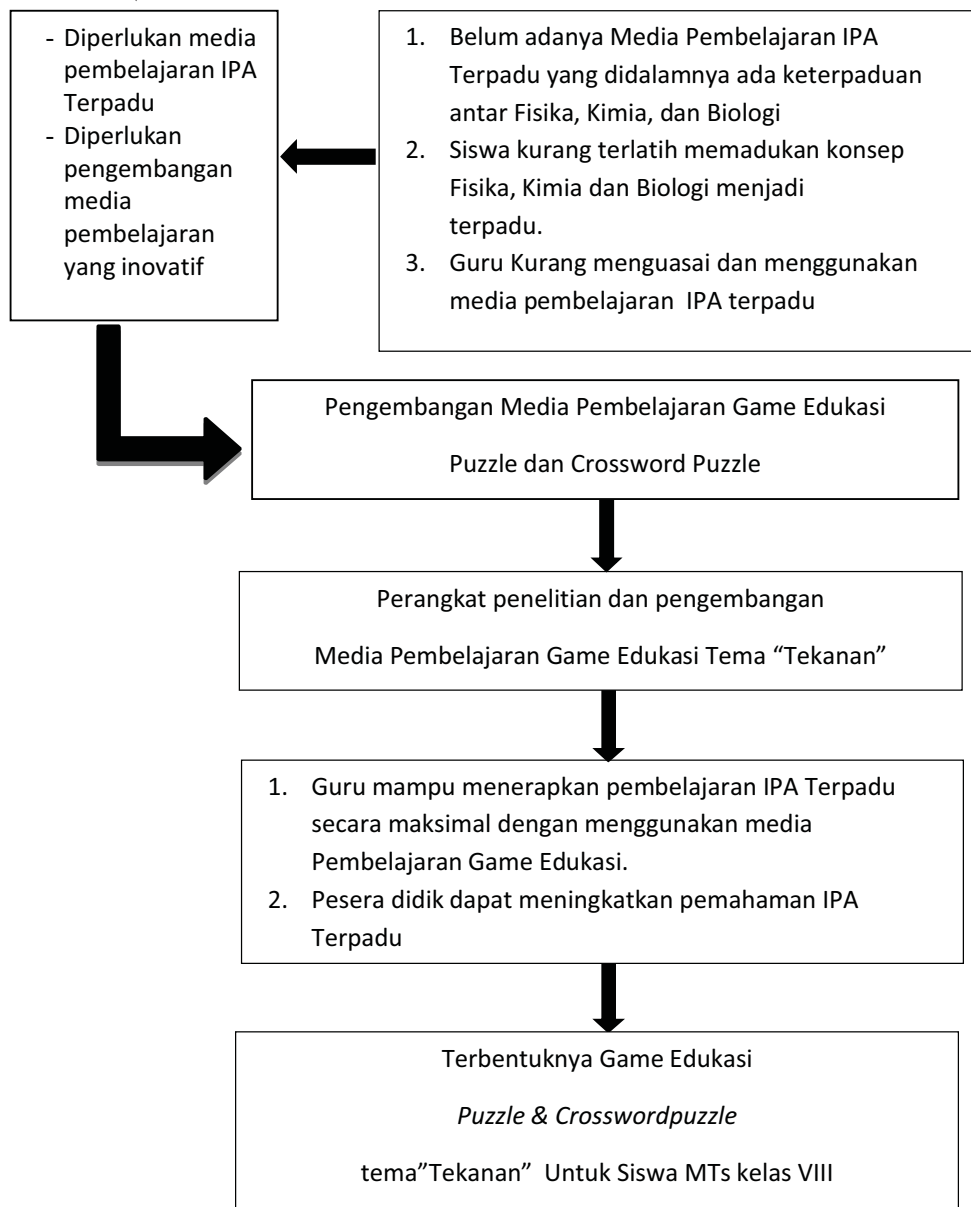 - Diperlukan media
pembelajaran IPA
Terpadu
- Diperlukan
pengembangan
media
pembelajaran
yang inovatif
1. Belum adanya Media Pembelajaran IPA
Terpadu yang didalamnya ada keterpaduan
antar Fisika, Kimia, dan Biologi
2. Siswa kurang terlatih memadukan konsep
Fisika, Kimia dan Biologi menjadi
terpadu.
3. Guru Kurang menguasai dan menggunakan
media pembelajaran IPA terpadu
Pengembangan Media Pembelajaran Game Edukasi
Puzzle dan Crossword Puzzle
Perangkat penelitian dan pengembangan
Media Pembelajaran Game Edukasi Tema “Tekanan”
1. Guru mampu menerapkan pembelajaran IPA Terpadu
secara maksimal dengan menggunakan media
Pembelajaran Game Edukasi.
2. Pesera didik dapat meningkatkan pemahaman IPA
Terpadu
Terbentuknya Game Edukasi
Puzzle & Crosswordpuzzle
tema”Tekanan” Untuk Siswa MTs kelas VIII